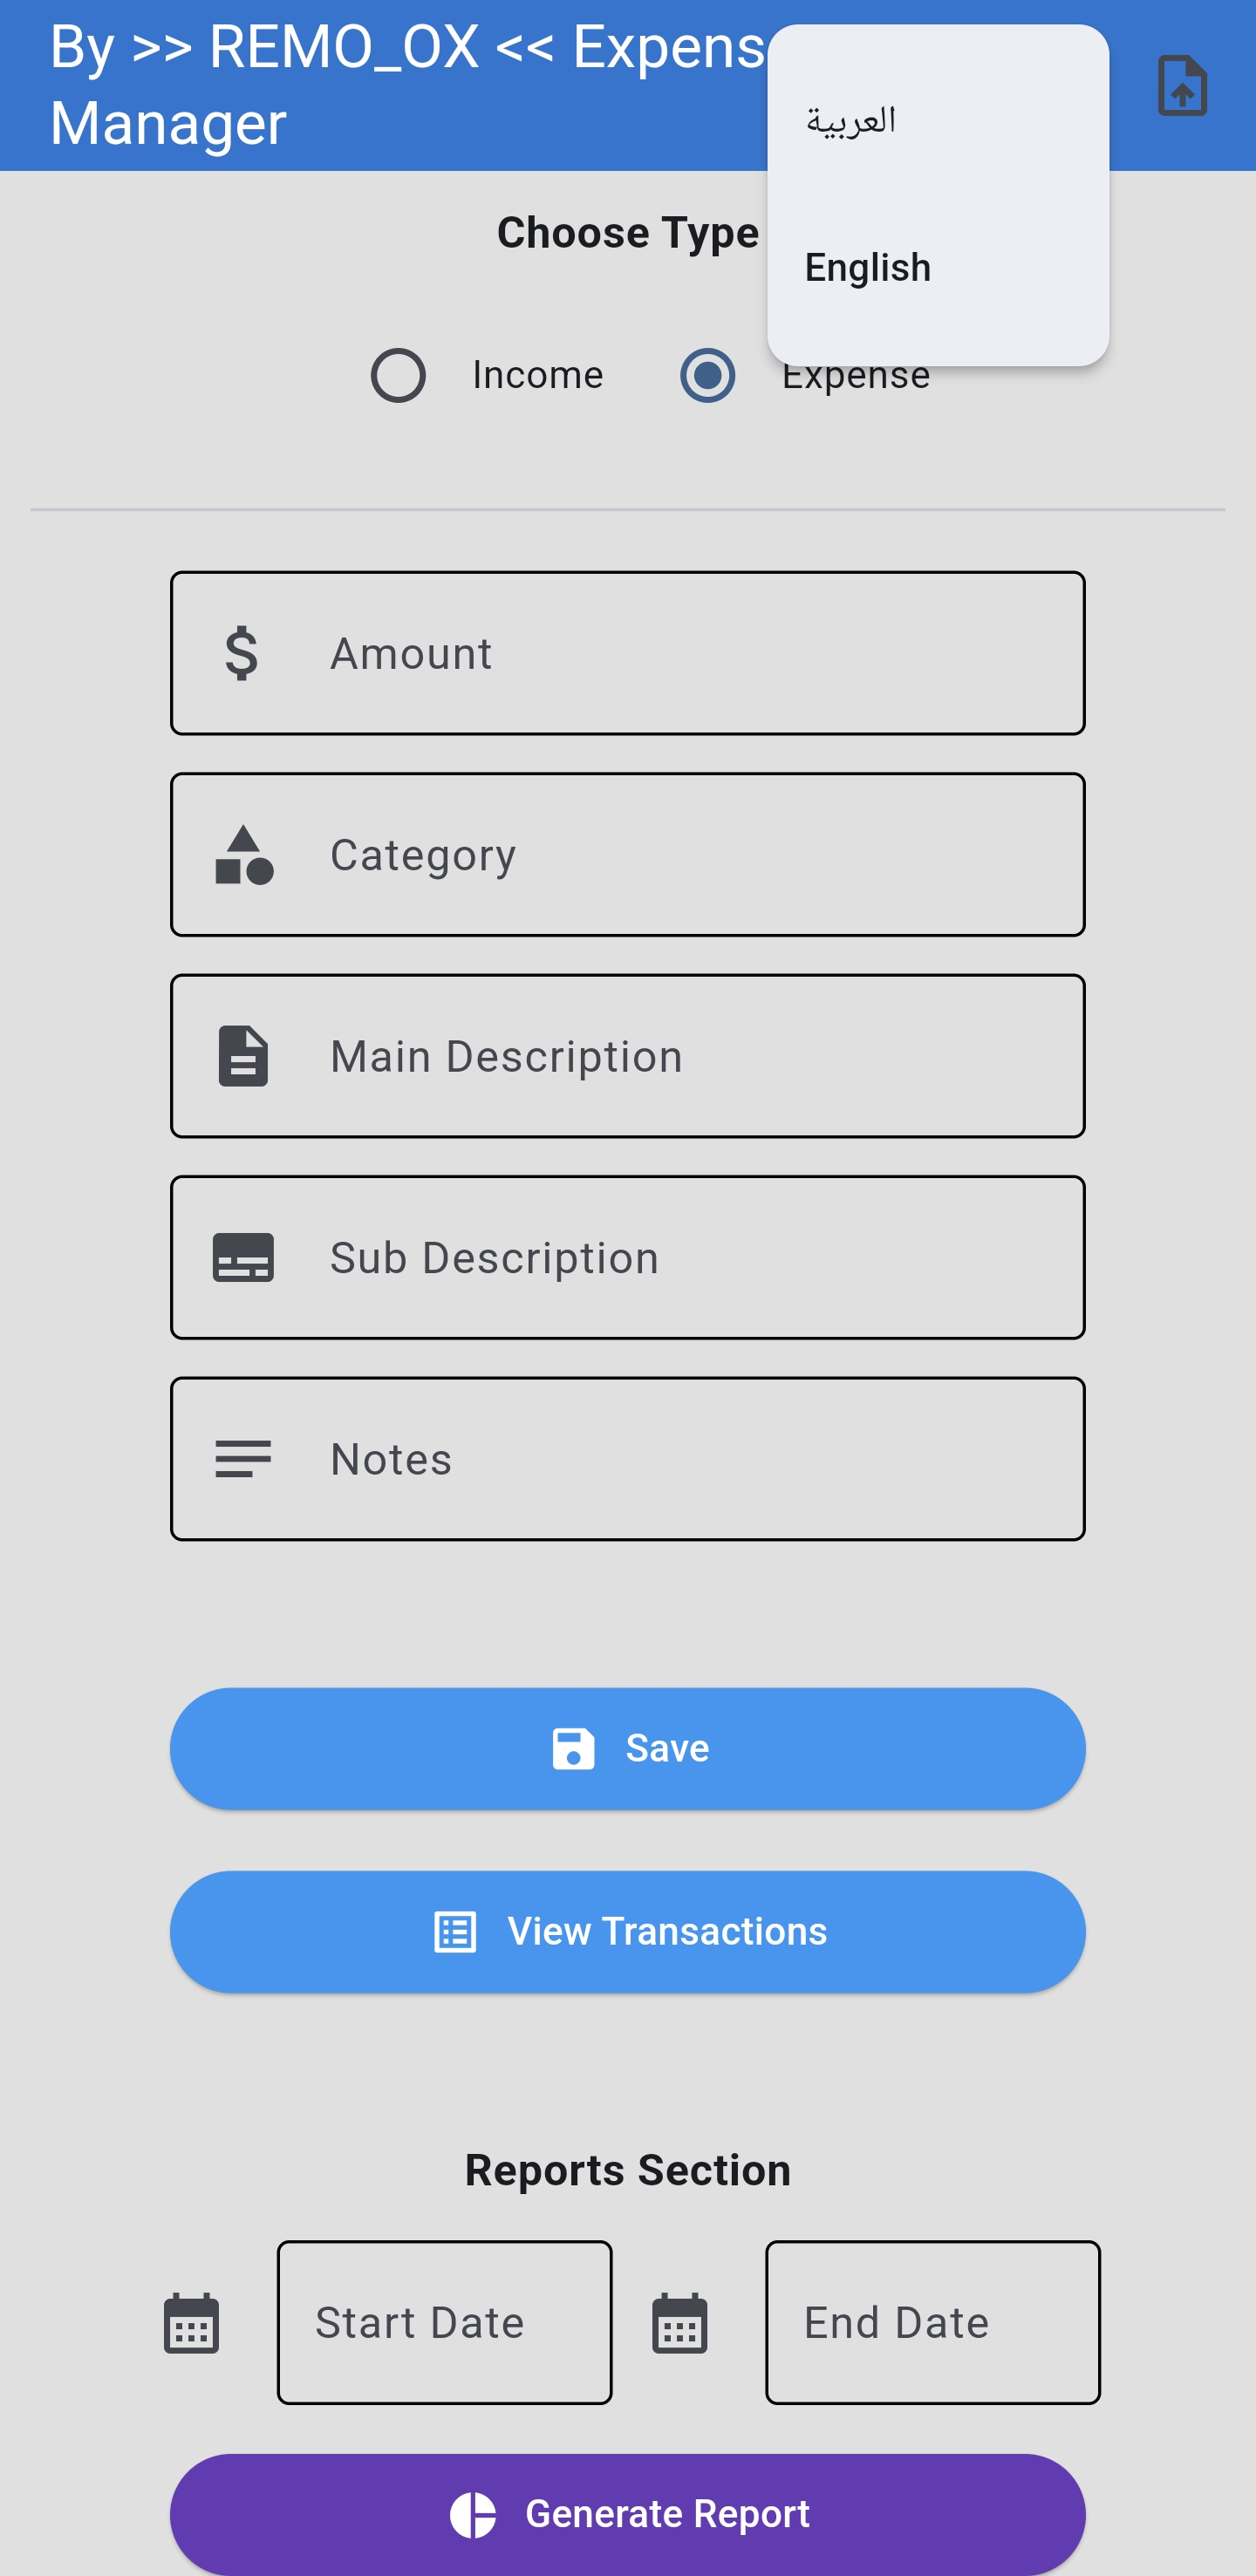 By >> REMO_OX << Expens
Manager
العربية
English
Choose Type
Income
Expense
$ Amount
Category
Main Description
Sub Description
Notes
Save
View Transactions
Reports Section
Start Date
End Date
Generate Report